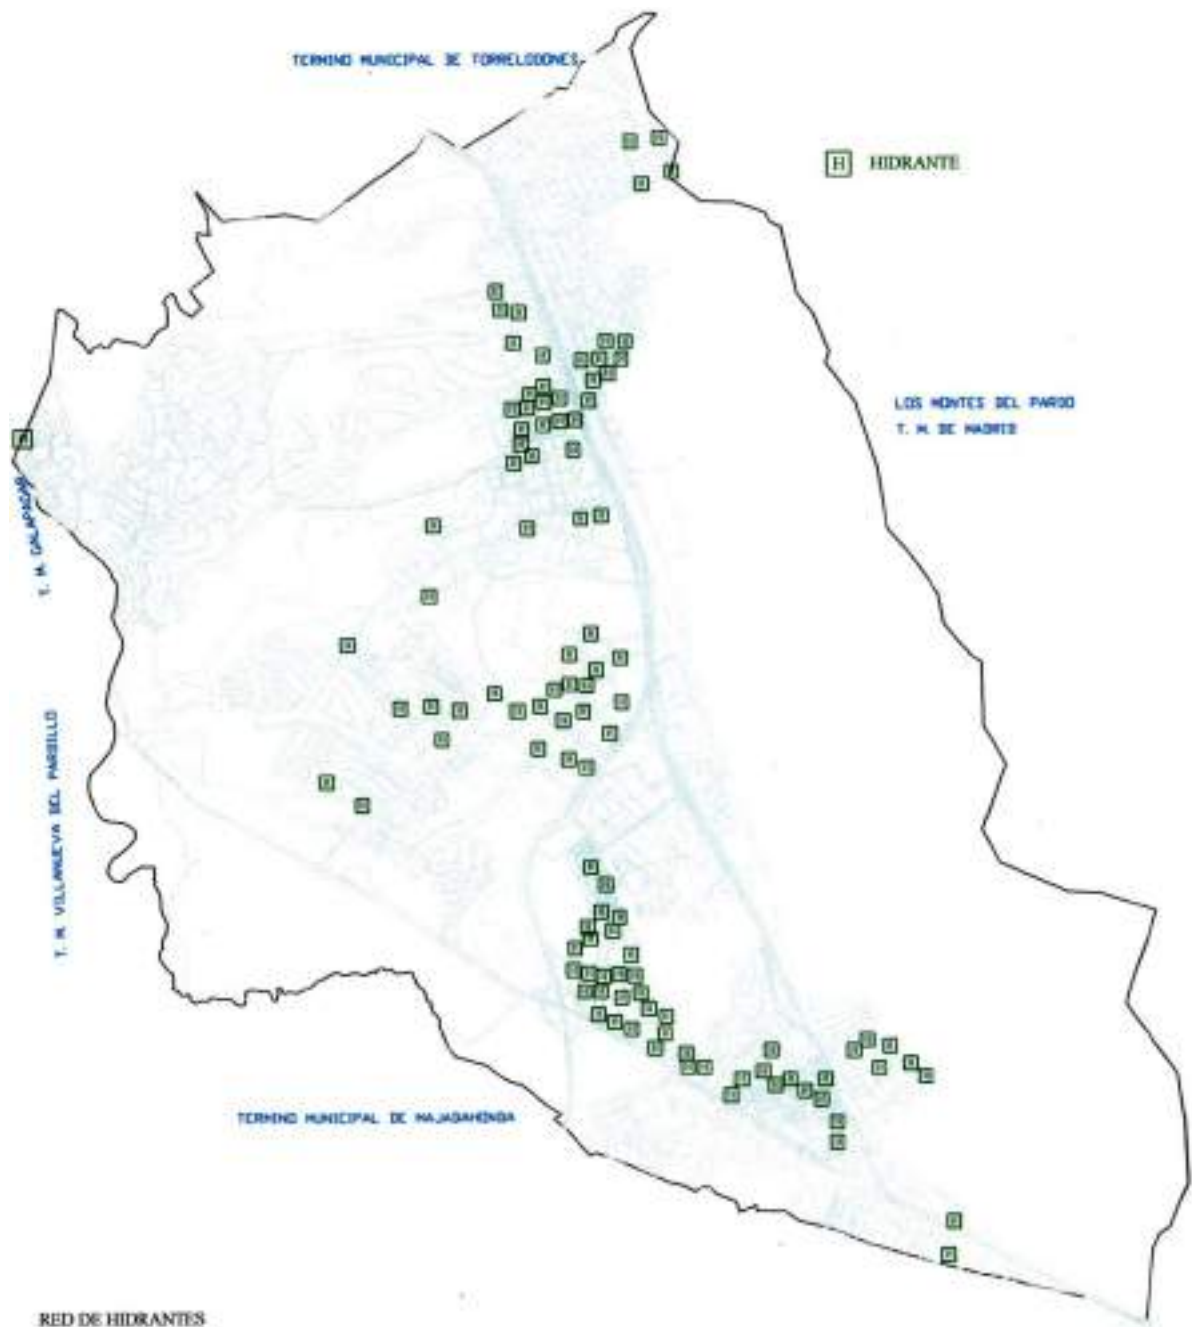 TERMINO MUNICIPAL DE TORRELODONES
H HIDRANTE
LOS MONTES DEL PARDO
T. M. DE MADRID
T. M. GALAPAGAR
T. M. VILLANUEVA DEL PARDILLO
TERMINO MUNICIPAL DE MAJADAHONDA
RED DE HIDRANTES